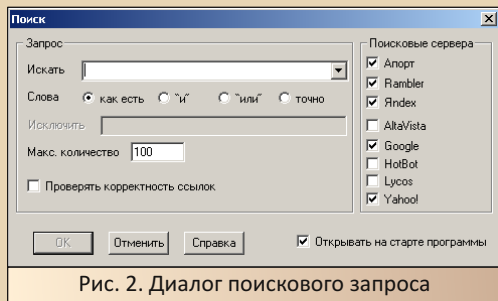 Поиск
Запрос
Искать
Слова как есть "и" "или" точно
Исключить
Макс. количество 100
Проверять корректность ссылок
Поисковые сервера
Апорт
Rambler
Яndex
AltaVista
Google
HotBot
Lycos
Yahoo!
OK Отменить Справка Открывать на старте программы
Рис. 2. Диалог поискового запроса